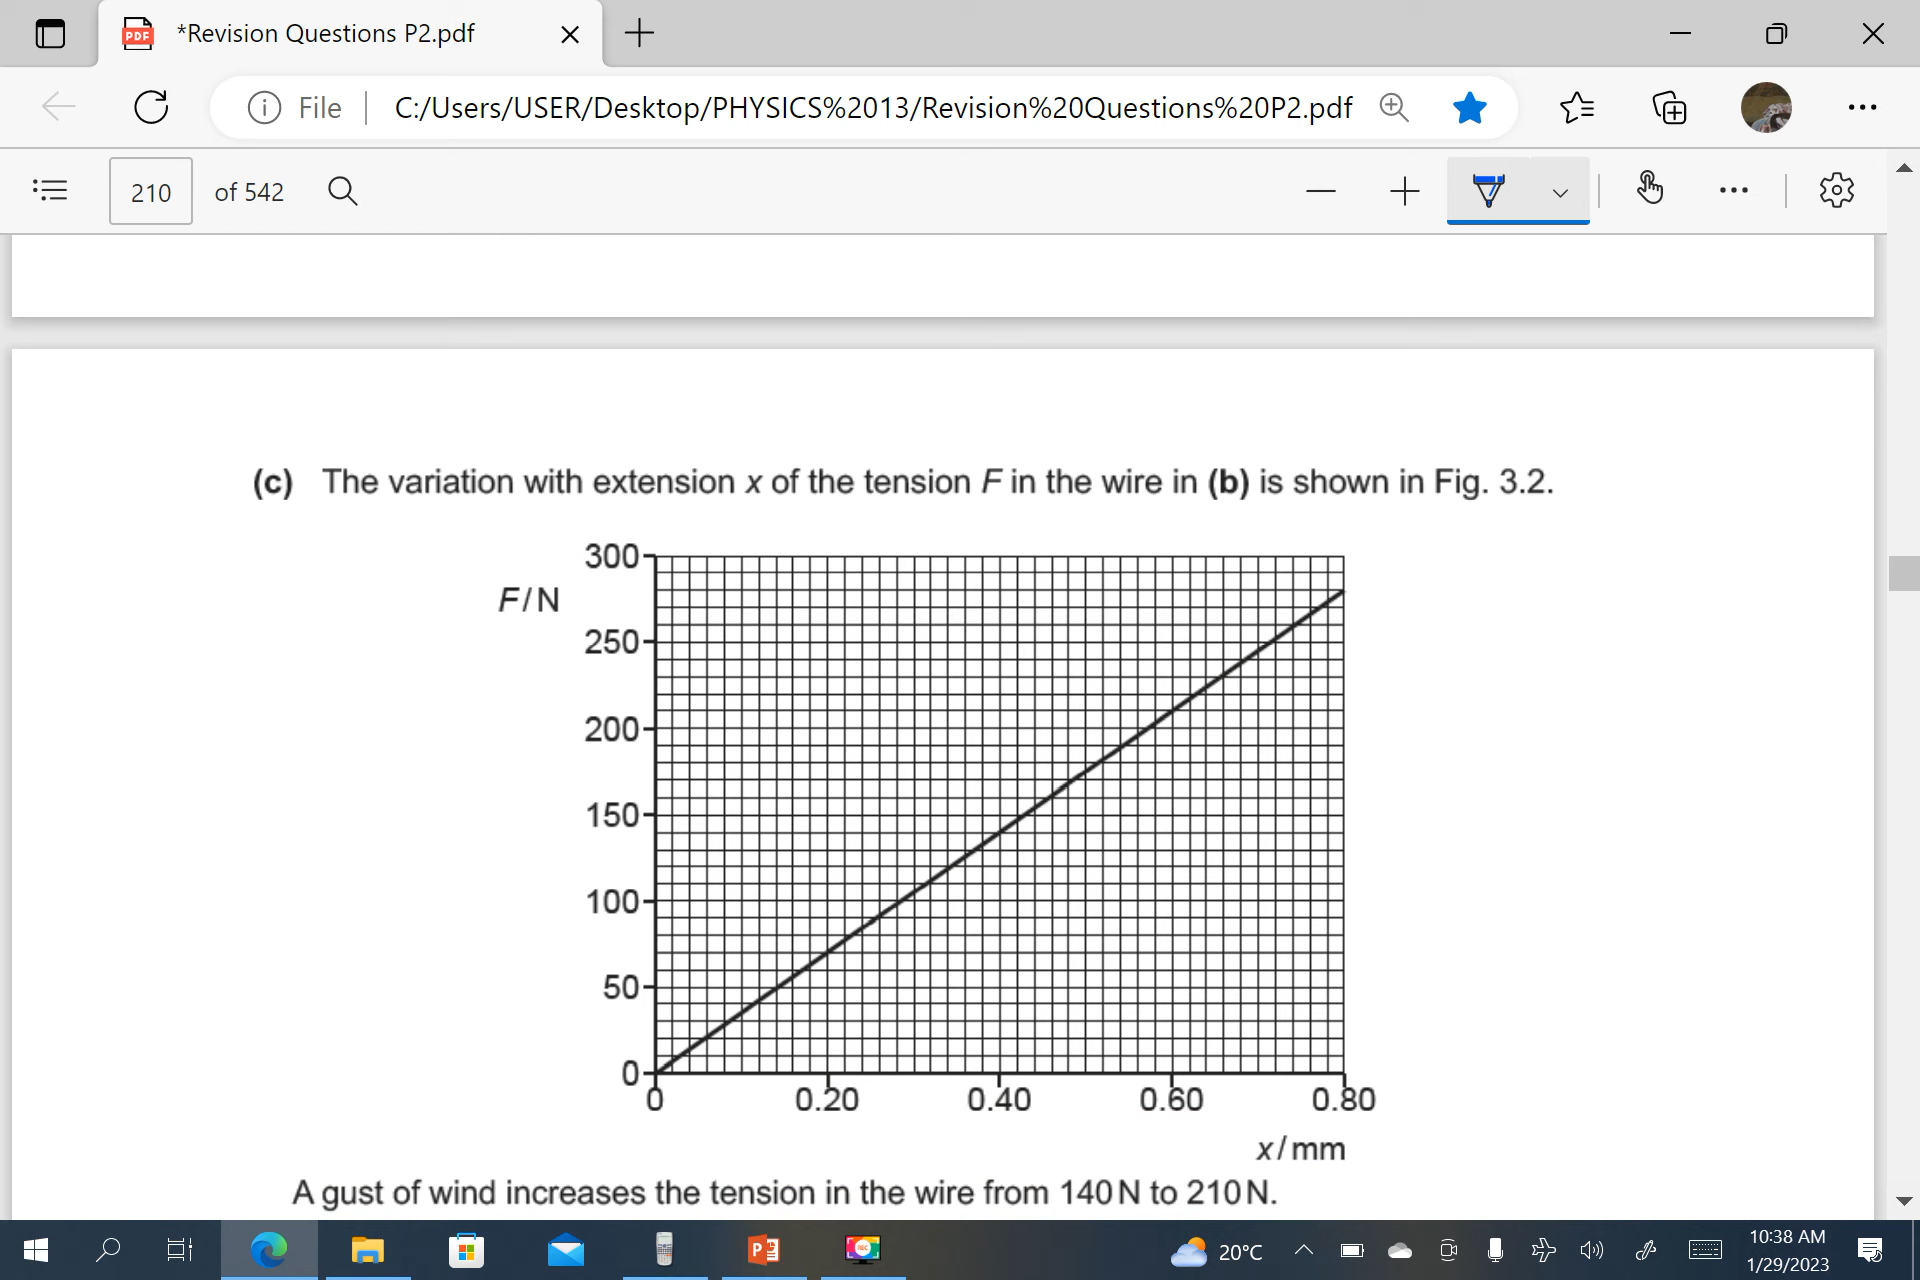 *Revision Questions P2.pdf
File
C:/Users/USER/Desktop/PHYSICS%2013/Revision%20Questions%20P2.pdf
210 of 542
(c) The variation with extension x of the tension F in the wire in (b) is shown in Fig. 3.2.
300
F/N
250
200
150
100
50
0
0 0.20 0.40 0.60 0.80
x/mm
A gust of wind increases the tension in the wire from 140 N to 210 N.
20°C
10:38 AM
1/29/2023